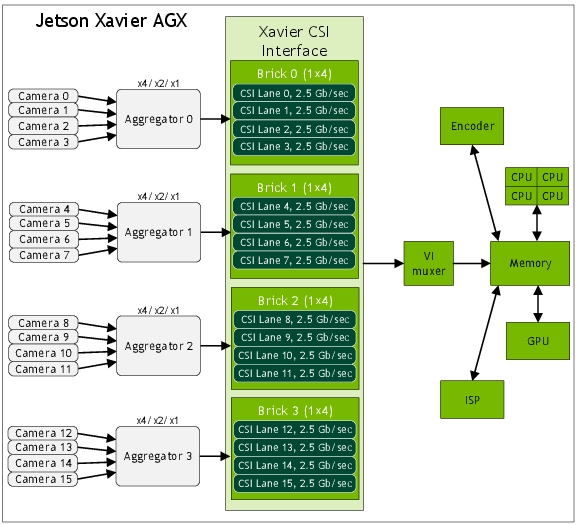 Jetson Xavier AGX
Xavier CSI
Interface
x4/ x2/ x1
Camera 0
Camera 1
Camera 2
Camera 3
Aggregator 0
Brick 0 (1×4)
CSI Lane 0, 2.5 Gb/sec
CSI Lane 1, 2.5 Gb/sec
CSI Lane 2, 2.5 Gb/sec
CSI Lane 3, 2.5 Gb/sec
x4/ x2/ x1
Camera 4
Camera 5
Camera 6
Camera 7
Aggregator 1
Brick 1 (1×4)
CSI Lane 4, 2.5 Gb/sec
CSI Lane 5, 2.5 Gb/sec
CSI Lane 6, 2.5 Gb/sec
CSI Lane 7, 2.5 Gb/sec
x4/ x2/ x1
Camera 8
Camera 9
Camera 10
Camera 11
Aggregator 2
Brick 2 (1×4)
CSI Lane 8, 2.5 Gb/sec
CSI Lane 9, 2.5 Gb/sec
CSI Lane 10, 2.5 Gb/sec
CSI Lane 11, 2.5 Gb/sec
x4/ x2/ x1
Camera 12
Camera 13
Camera 14
Camera 15
Aggregator 3
Brick 3 (1×4)
CSI Lane 12, 2.5 Gb/sec
CSI Lane 13, 2.5 Gb/sec
CSI Lane 14, 2.5 Gb/sec
CSI Lane 15, 2.5 Gb/sec
VI
muxer
Encoder
CPU CPU
CPU CPU
Memory
GPU
ISP